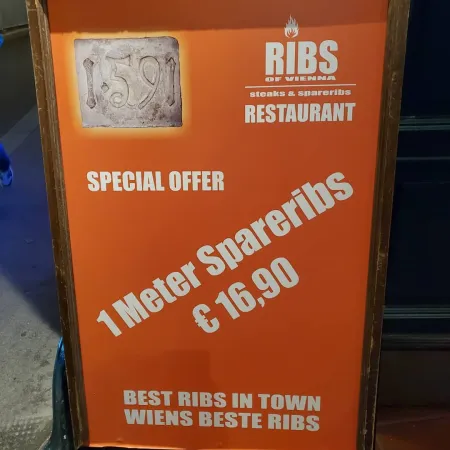 1591
RIBS
OF VIENNA
steaks & spareribs
RESTAURANT
SPECIAL OFFER
1 Meter Spareribs
€ 16,90
BEST RIBS IN TOWN
WIENS BESTE RIBS